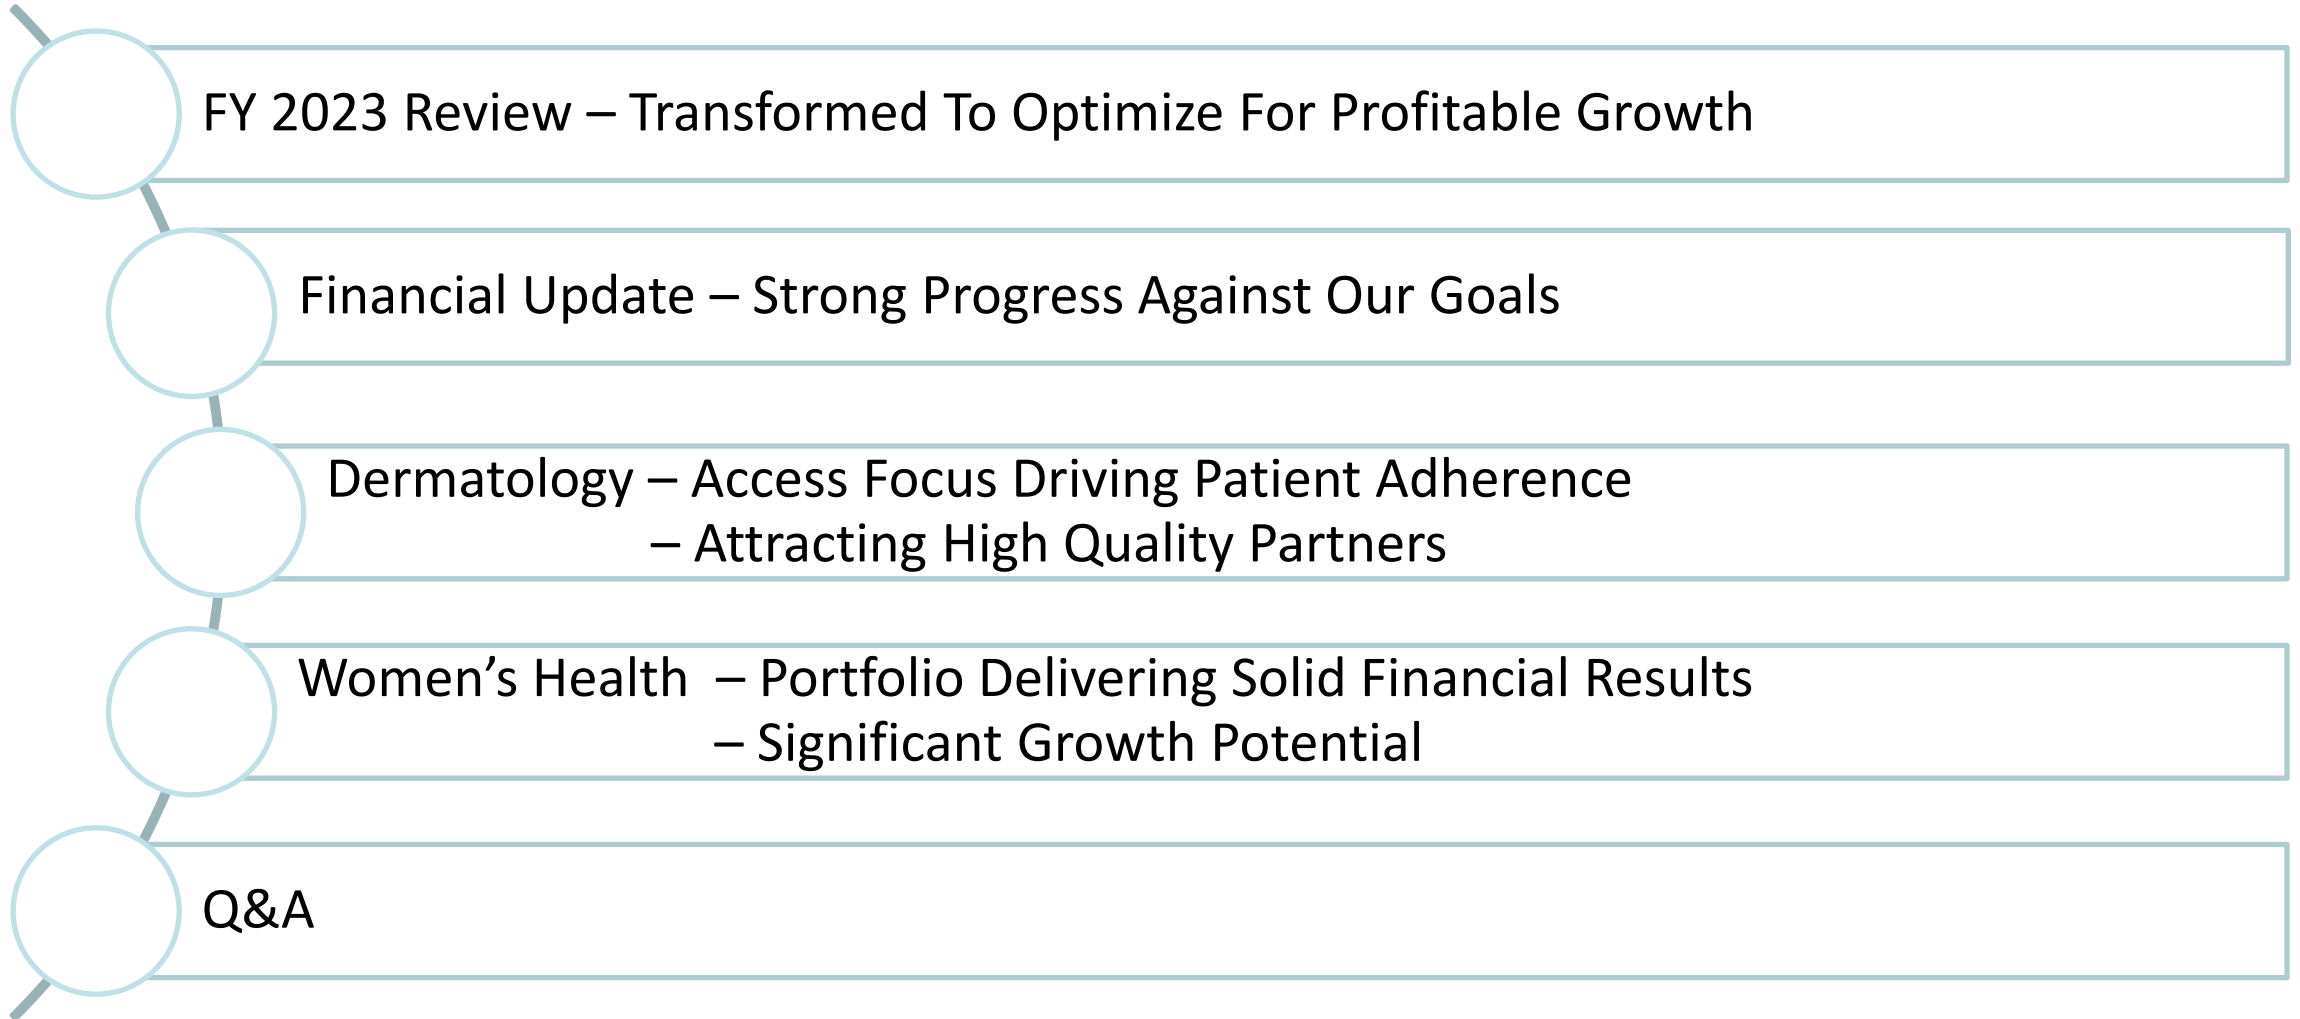 FY 2023 Review – Transformed To Optimize For Profitable Growth
Financial Update – Strong Progress Against Our Goals
Dermatology – Access Focus Driving Patient Adherence
– Attracting High Quality Partners
Women’s Health – Portfolio Delivering Solid Financial Results
– Significant Growth Potential
Q&A